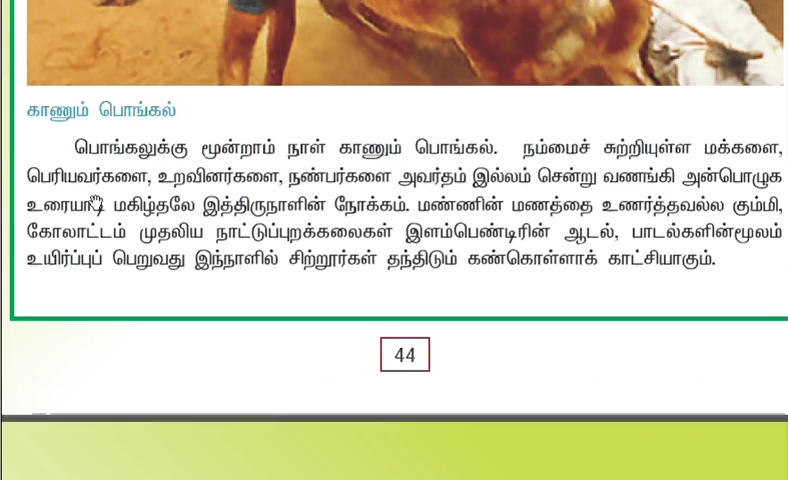 காணும் பொங்கல்
பொங்கலுக்கு மூன்றாம் நாள் காணும் பொங்கல். நம்மைச் சுற்றியுள்ள மக்களை,
பெரியவர்களை, உறவினர்களை, நண்பர்களை அவர்தம் இல்லம் சென்று வணங்கி அன்பொழுக
உரையாடி மகிழ்தலே இத்திருநாளின் நோக்கம். மண்ணின் மணத்தை உணர்த்தவல்ல கும்மி,
கோலாட்டம் முதலிய நாட்டுப்புறக்கலைகள் இளம்பெண்டிரின் ஆடல், பாடல்களின்மூலம்
உயிர்ப்புப் பெறுவது இந்நாளில் சிற்றூர்கள் தந்திடும் கண்கொள்ளாக் காட்சியாகும்.
44